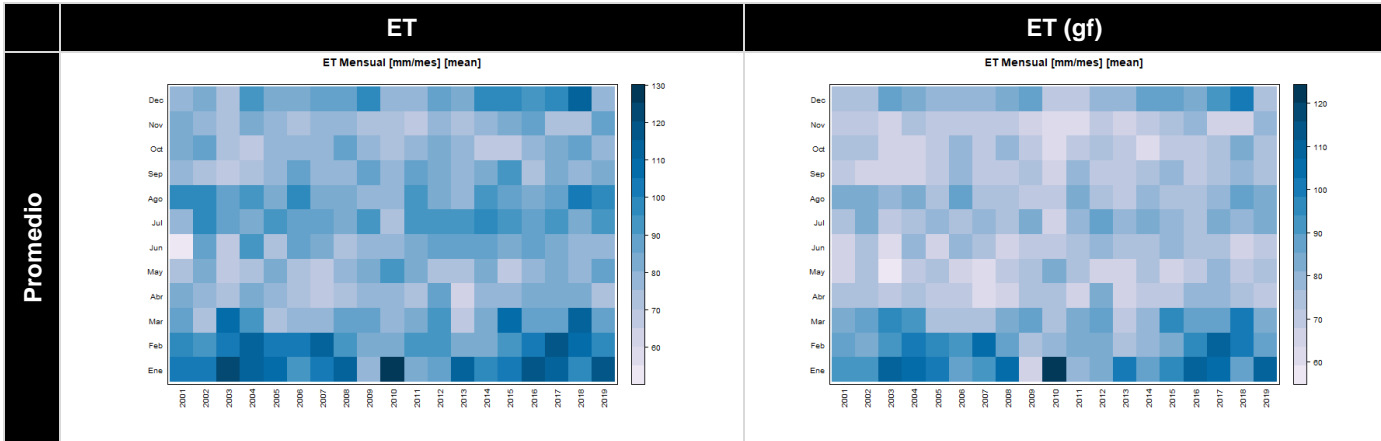 ET
ET (gf)
Promedio
ET Mensual [mm/mes] [mean]
Dec
Nov
Oct
Sep
Ago
Jul
Jun
May
Abr
Mar
Feb
Ene
2001 2002 2003 2004 2005 2006 2007 2008 2009 2010 2011 2012 2013 2014 2015 2016 2017 2018 2019
130
120
110
100
90
80
70
60
ET Mensual [mm/mes] [mean]
Dec
Nov
Oct
Sep
Ago
Jul
Jun
May
Abr
Mar
Feb
Ene
2001 2002 2003 2004 2005 2006 2007 2008 2009 2010 2011 2012 2013 2014 2015 2016 2017 2018 2019
120
110
100
90
80
70
60